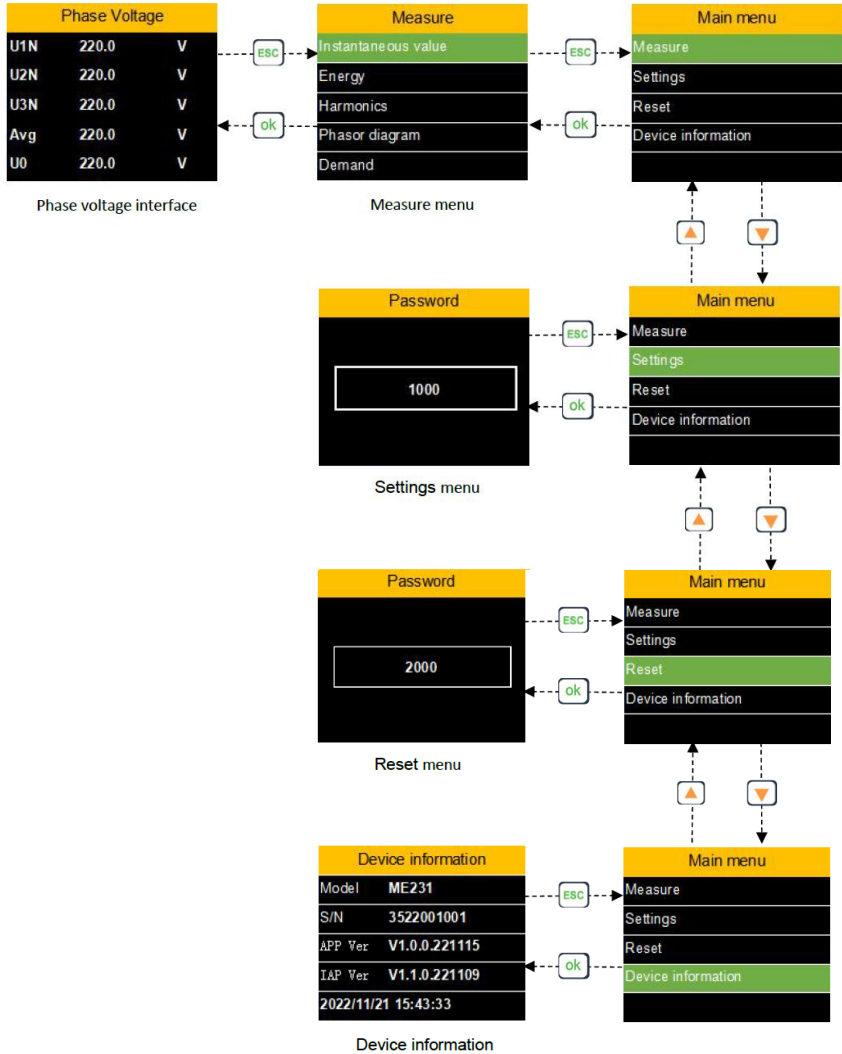 Phase Voltage
U1N 220.0 V
U2N 220.0 V
U3N 220.0 V
Avg 220.0 V
U0 220.0 V
Phase voltage interface
ESC
ok
Measure
Instantaneous value
Energy
Harmonics
Phasor diagram
Demand
Measure menu
ESC
ok
Main menu
Measure
Settings
Reset
Device information
Password
1000
Settings menu
ESC
ok
Main menu
Measure
Settings
Reset
Device information
Password
2000
Reset menu
ESC
ok
Main menu
Measure
Settings
Reset
Device information
Device information
Model ME231
S/N 3522001001
APP Ver V1.0.0.221115
IAP Ver V1.1.0.221109
2022/11/21 15:43:33
Device information
ESC
ok
Main menu
Measure
Settings
Reset
Device information